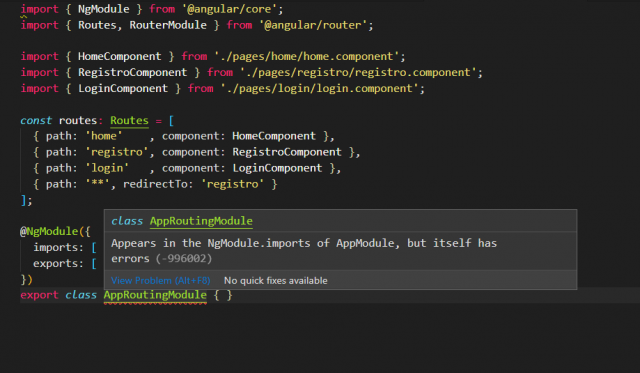 import { NgModule } from '@angular/core';
import { Routes, RouterModule } from '@angular/router';
import { HomeComponent } from './pages/home/home.component';
import { RegistroComponent } from './pages/registro/registro.component';
import { LoginComponent } from './pages/login/login.component';
const routes: Routes = [
{ path: 'home'    , component: HomeComponent },
{ path: 'registro', component: RegistroComponent },
{ path: 'login'   , component: LoginComponent },
{ path: '**', redirectTo: 'registro' }
];
@NgModule({
imports: [
exports: [
})
export class AppRoutingModule { }
class AppRoutingModule
Appears in the NgModule.imports of AppModule, but itself has
errors (-996002)
View Problem (Alt+F8) No quick fixes available